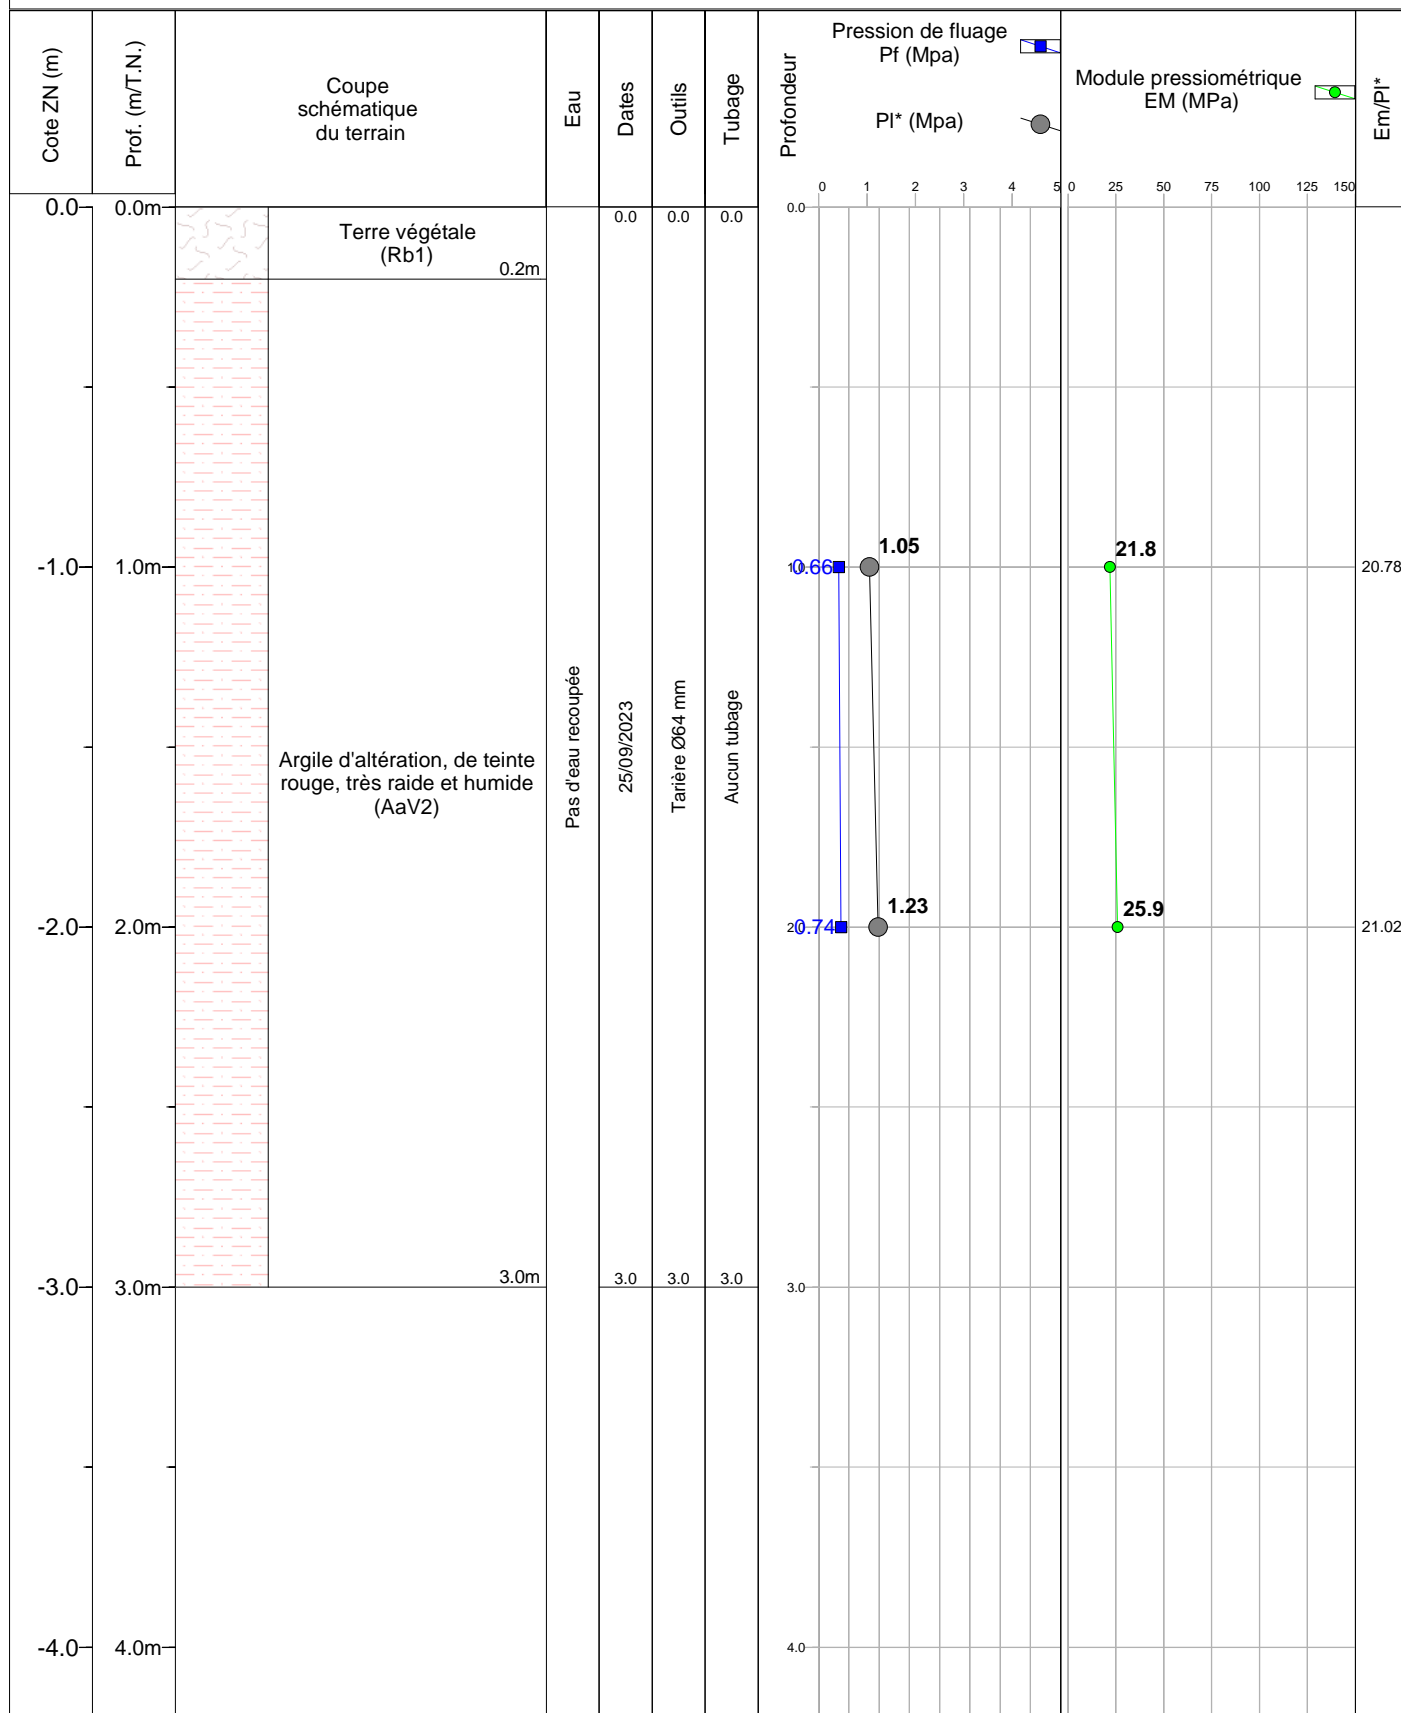 Cote ZN (m)
Prof. (m/T.N.)
Coupe
schématique
du terrain
Eau
Dates
Outils
Tubage
Profondeur
Pression de fluage
Pf (Mpa)
Pl* (Mpa)
0 1 2 3 4 5
Module pressiométrique
EM (MPa)
0 25 50 75 100 125 150
Em/Pl*
0.0 0.0m 0.0 0.0 0.0 0.0
Terre végétale
(Rb1)
0.2m
-1.0 1.0m 1.0 0.66 1.05 21.8 20.78
Argile d'altération, de teinte
rouge, très raide et humide
(AaV2)
Pas d'eau recoupée
25/09/2023
Tarière Ø64 mm
Aucun tubage
-2.0 2.0m 2.0 0.74 1.23 25.9 21.02
3.0m
-3.0 3.0m 3.0 3.0 3.0 3.0
-4.0 4.0m 4.0